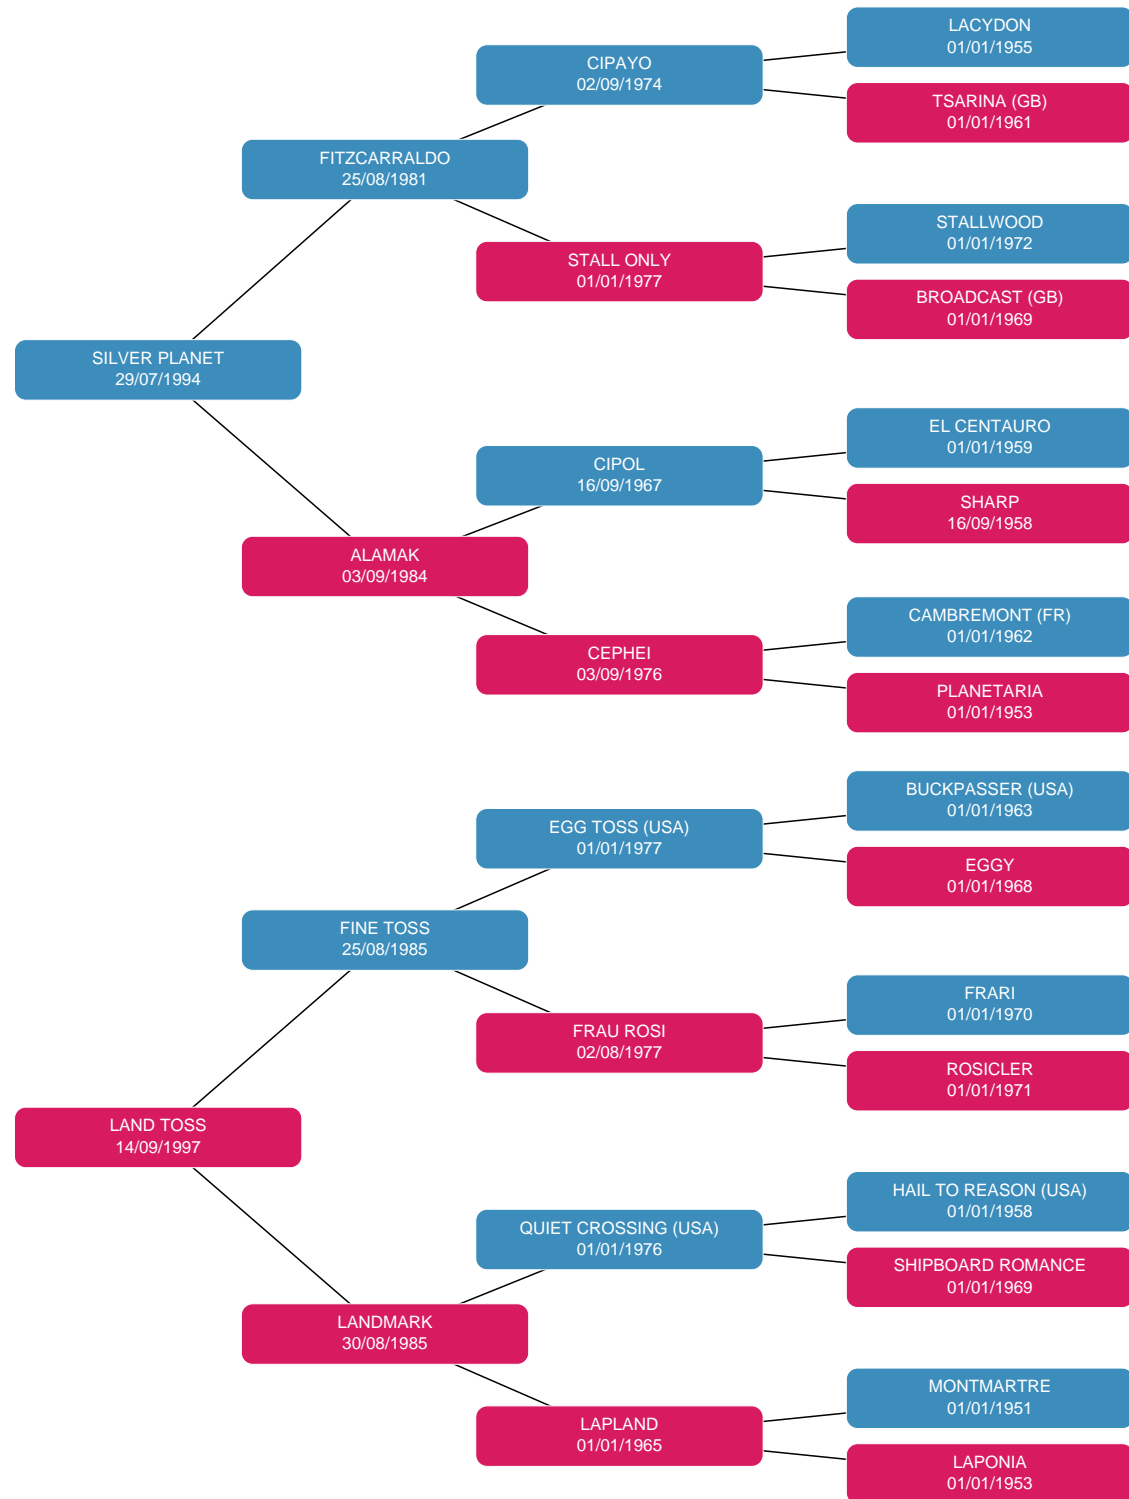 LACYDON
01/01/1955
CIPAYO
02/09/1974
TSARINA (GB)
01/01/1961
FITZCARRALDO
25/08/1981
STALLWOOD
01/01/1972
STALL ONLY
01/01/1977
BROADCAST (GB)
01/01/1969
SILVER PLANET
29/07/1994
EL CENTAURO
01/01/1959
CIPOL
16/09/1967
SHARP
16/09/1958
ALAMAK
03/09/1984
CAMBREMONT (FR)
01/01/1962
CEPHEI
03/09/1976
PLANETARIA
01/01/1953
BUCKPASSER (USA)
01/01/1963
EGG TOSS (USA)
01/01/1977
EGGY
01/01/1968
FINE TOSS
25/08/1985
FRARI
01/01/1970
FRAU ROSI
02/08/1977
ROSICLER
01/01/1971
LAND TOSS
14/09/1997
HAIL TO REASON (USA)
01/01/1958
QUIET CROSSING (USA)
01/01/1976
SHIPBOARD ROMANCE
01/01/1969
LANDMARK
30/08/1985
MONTMARTRE
01/01/1951
LAPLAND
01/01/1965
LAPONIA
01/01/1953